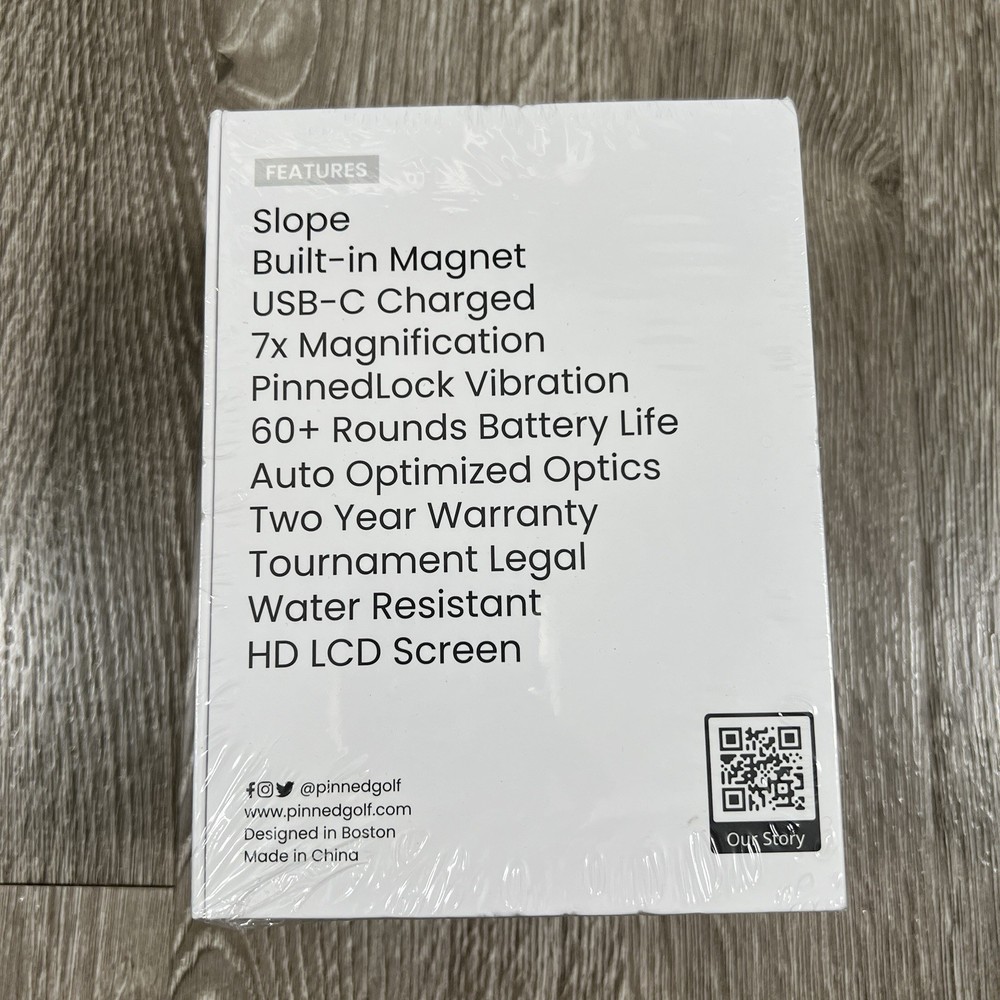 FEATURES
Slope
Built-in Magnet
USB-C Charged
7x Magnification
PinnedLock Vibration
60+ Rounds Battery Life
Auto Optimized Optics
Two Year Warranty
Tournament Legal
Water Resistant
HD LCD Screen
@pinnedgolf
www.pinnedgolf.com
Designed in Boston
Made in China
Our Story